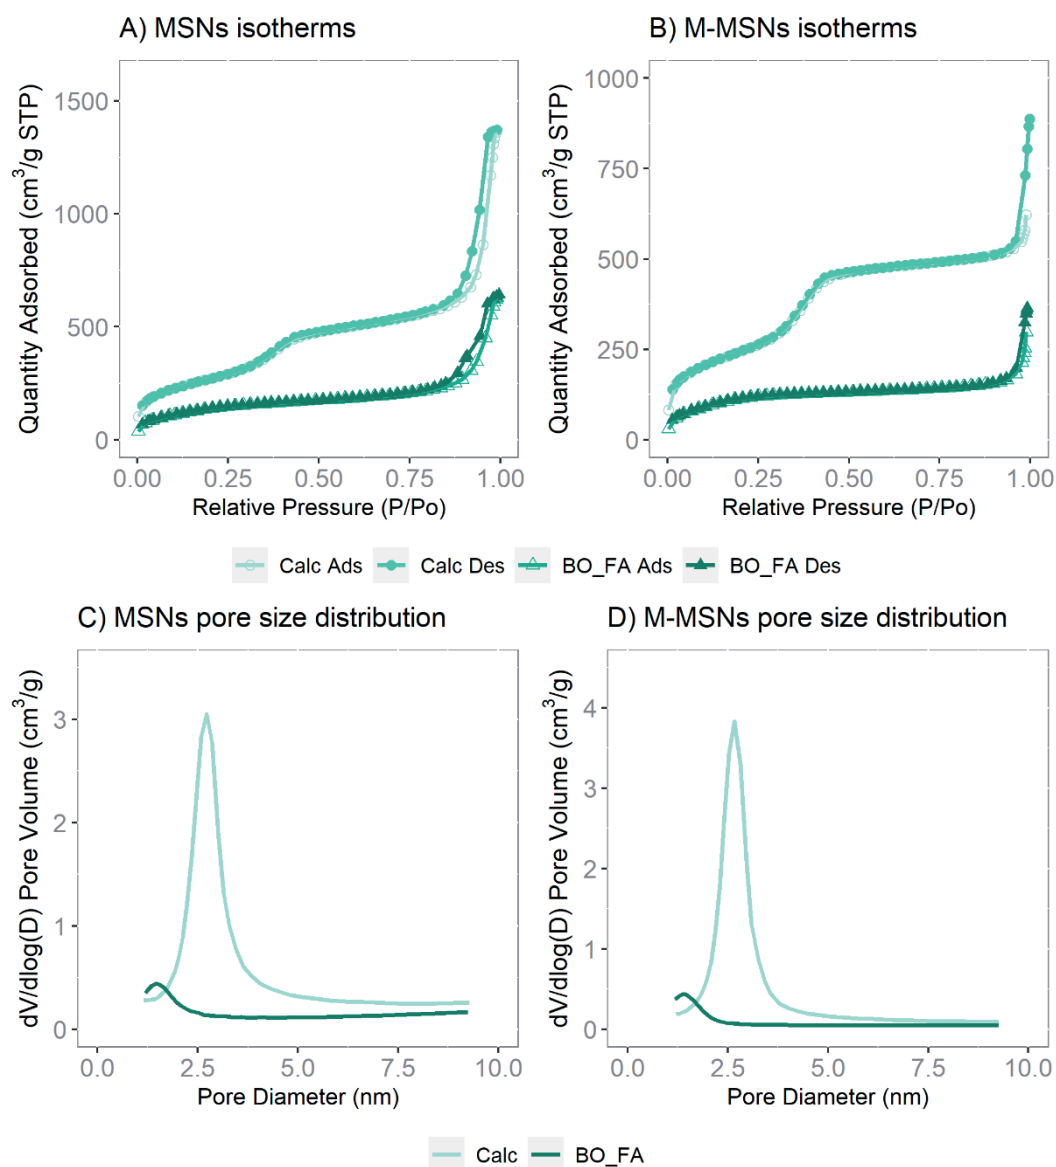 A) MSNs isotherms
Quantity Adsorbed (cm³/g STP)
1500
1000
500
0
0.00 0.25 0.50 0.75 1.00
Relative Pressure (P/Po)
B) M-MSNs isotherms
Quantity Adsorbed (cm³/g STP)
1000
750
500
250
0
0.00 0.25 0.50 0.75 1.00
Relative Pressure (P/Po)
Calc Ads Calc Des BO_FA Ads BO_FA Des
C) MSNs pore size distribution
dV/dlog(D) Pore Volume (cm³/g)
3
2
1
0
0.0 2.5 5.0 7.5 10.0
Pore Diameter (nm)
D) M-MSNs pore size distribution
dV/dlog(D) Pore Volume (cm³/g)
4
3
2
1
0
0.0 2.5 5.0 7.5 10.0
Pore Diameter (nm)
Calc BO_FA